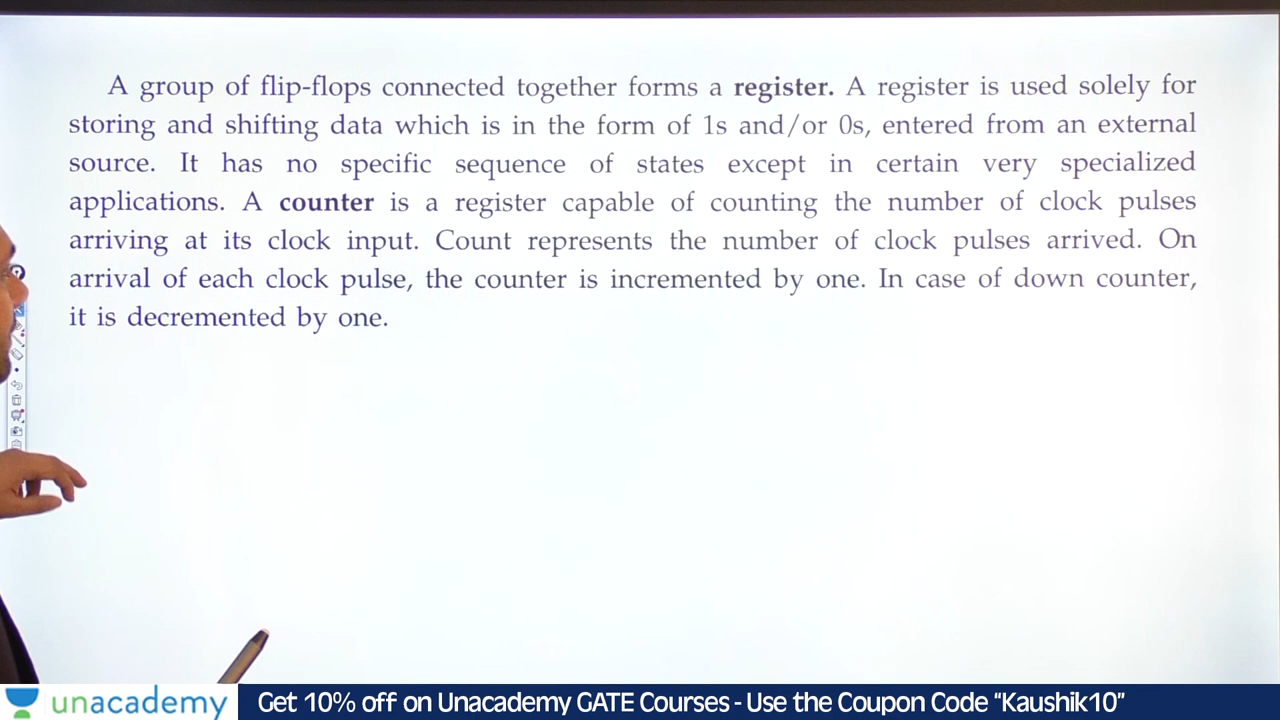 A group of flip-flops connected together forms a register. A register is used solely for
storing and shifting data which is in the form of 1s and/or 0s, entered from an external
source. It has no specific sequence of states except in certain very specialized
applications. A counter is a register capable of counting the number of clock pulses
arriving at its clock input. Count represents the number of clock pulses arrived. On
arrival of each clock pulse, the counter is incremented by one. In case of down counter,
it is decremented by one.
unacademy
Get 10% off on Unacademy GATE Courses - Use the Coupon Code “Kaushik10”